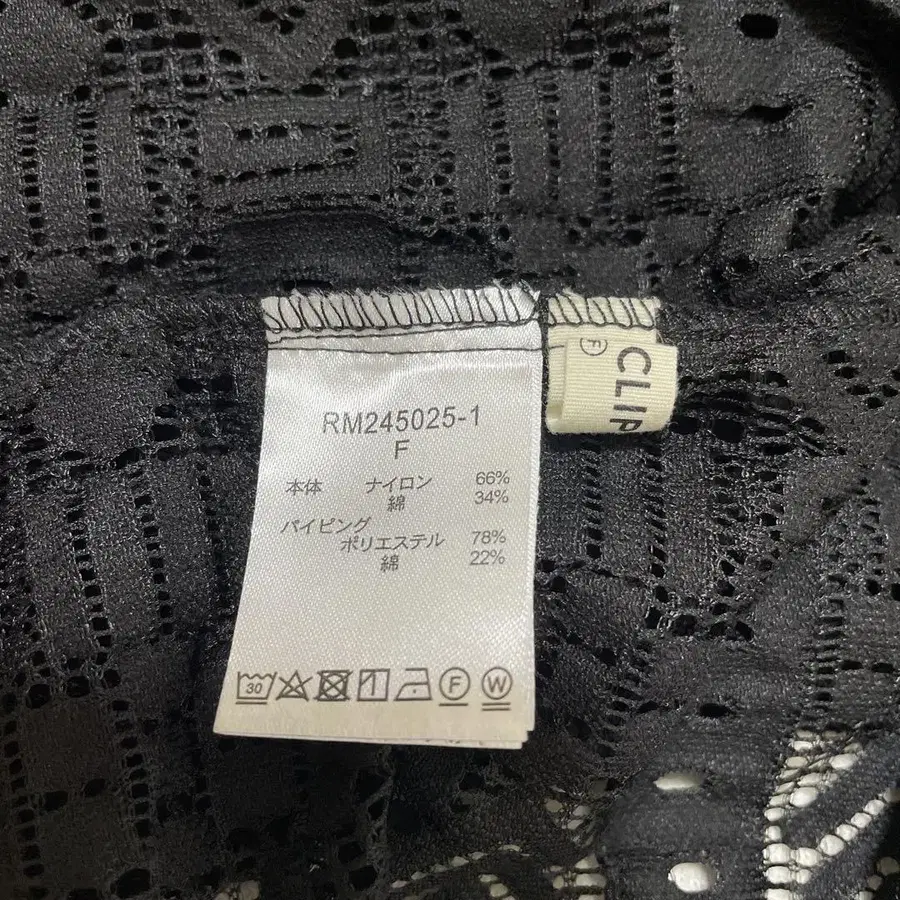 RM245025-1
F
本体 ナイロン 66%
綿 34%
パイピング
ポリエステル 78%
綿 22%
30 F W
F
CLIP